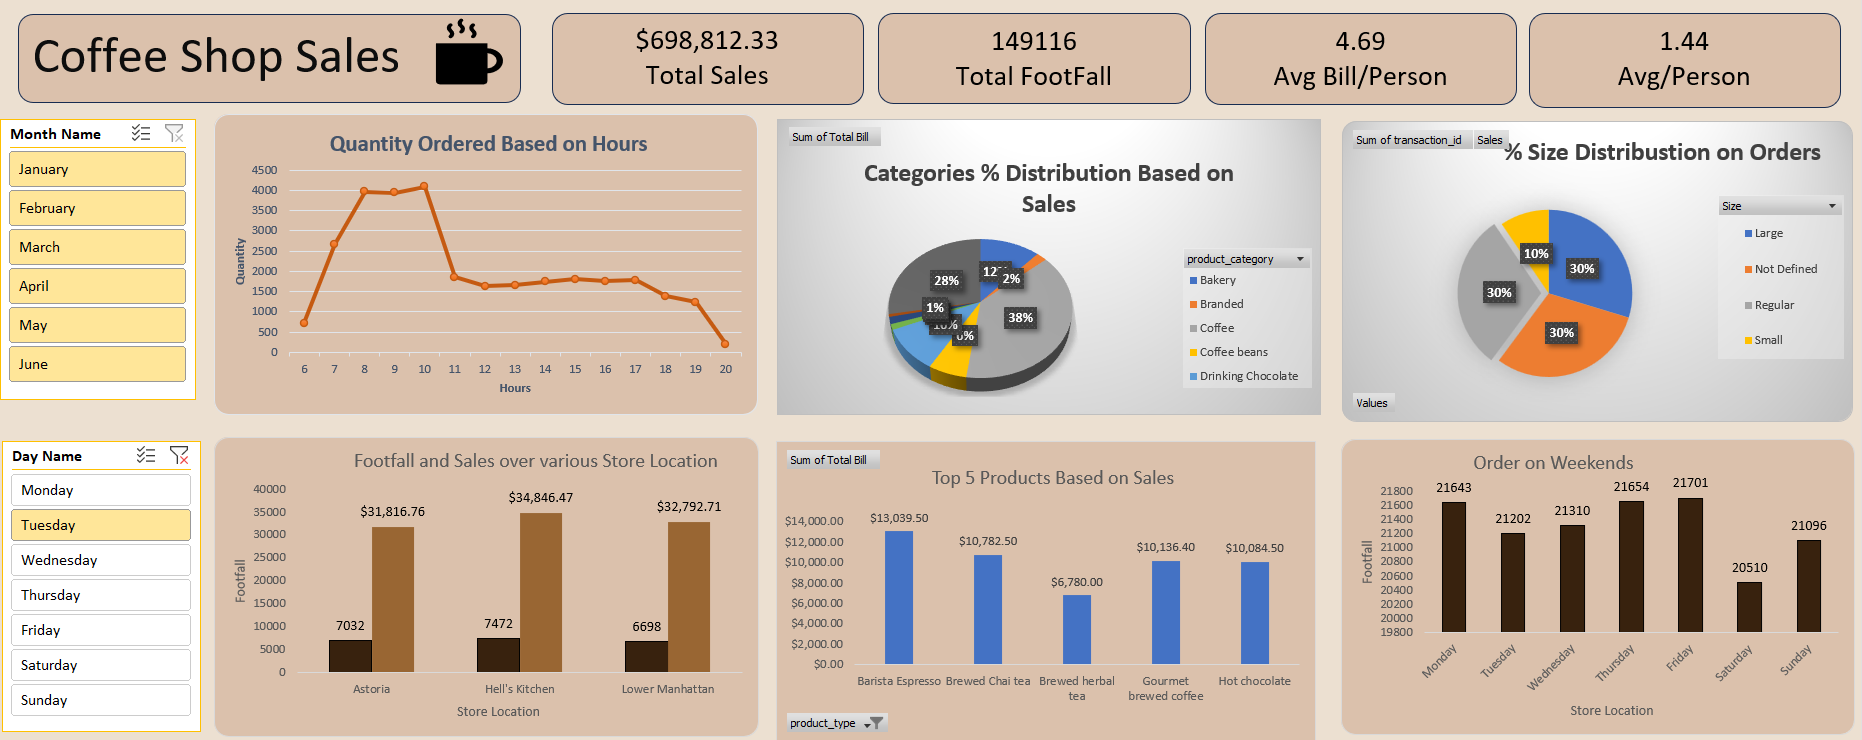 Coffee Shop Sales
$698,812.33
Total Sales
149116
Total FootFall
4.69
Avg Bill/Person
1.44
Avg/Person
Month Name
January
February
March
April
May
June
Quantity Ordered Based on Hours
Quantity
4500
4000
3500
3000
2500
2000
1500
1000
500
0
6 7 8 9 10 11 12 13 14 15 16 17 18 19 20
Hours
Sum of Total Bill
Categories % Distribution Based on
Sales
28%
12%
2%
1%
38%
product_category
Bakery
Branded
Coffee
Coffee beans
Drinking Chocolate
Sum of transaction_id Sales
% Size Distribustion on Orders
10%
30%
30%
30%
Size
Large
Not Defined
Regular
Small
Values
Day Name
Monday
Tuesday
Wednesday
Thursday
Friday
Saturday
Sunday
Footfall and Sales over various Store Location
Footfall
40000
35000
30000
25000
20000
15000
10000
5000
0
$31,816.76
$34,846.47
$32,792.71
7032
7472
6698
Astoria
Hell's Kitchen
Lower Manhattan
Store Location
Sum of Total Bill
Top 5 Products Based on Sales
$14,000.00
$12,000.00
$10,000.00
$8,000.00
$6,000.00
$4,000.00
$2,000.00
$0.00
$13,039.50
$10,782.50
$6,780.00
$10,136.40
$10,084.50
Barista Espresso
Brewed Chai tea
Brewed herbal
tea
Gourmet
brewed coffee
Hot chocolate
product_type
Order on Weekends
Footfall
21800
21600
21400
21200
21000
20800
20600
20400
20200
20000
19800
21643
21202
21310
21654
21701
20510
21096
Monday
Tuesday
Wednesday
Thursday
Friday
Saturday
Sunday
Store Location